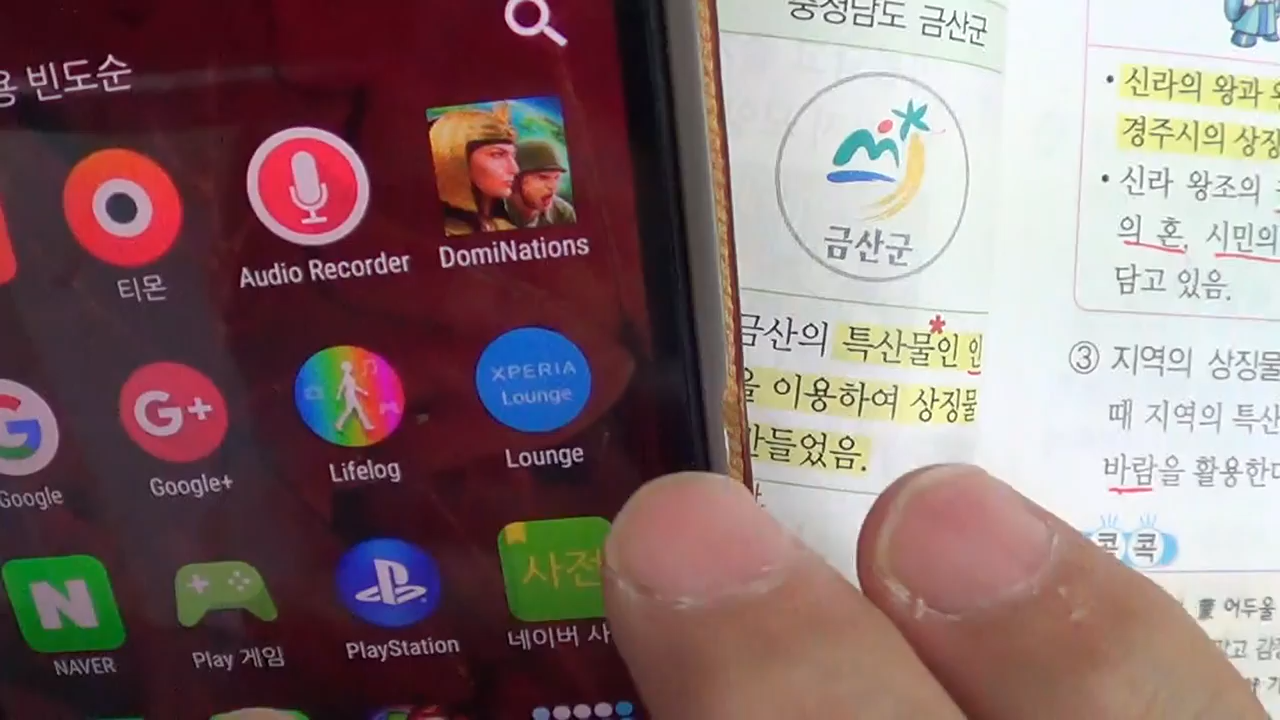 빈도순
티몬
Audio Recorder
DomiNations
Google
Google+
Lifelog
XPERIA
Lounge
Lounge
NAVER
Play 게임
PlayStation
사전
네이버
충청남도 금산군
금산군
금산의 특산물인
이용하여 상징물
만들었음.
• 신라의 왕과
경주시의 상징
• 신라 왕조의
의 혼, 시민의
담고 있음.
③ 지역의 상징물
때 지역의 특산
바람을 활용한다
콕콕
어두울